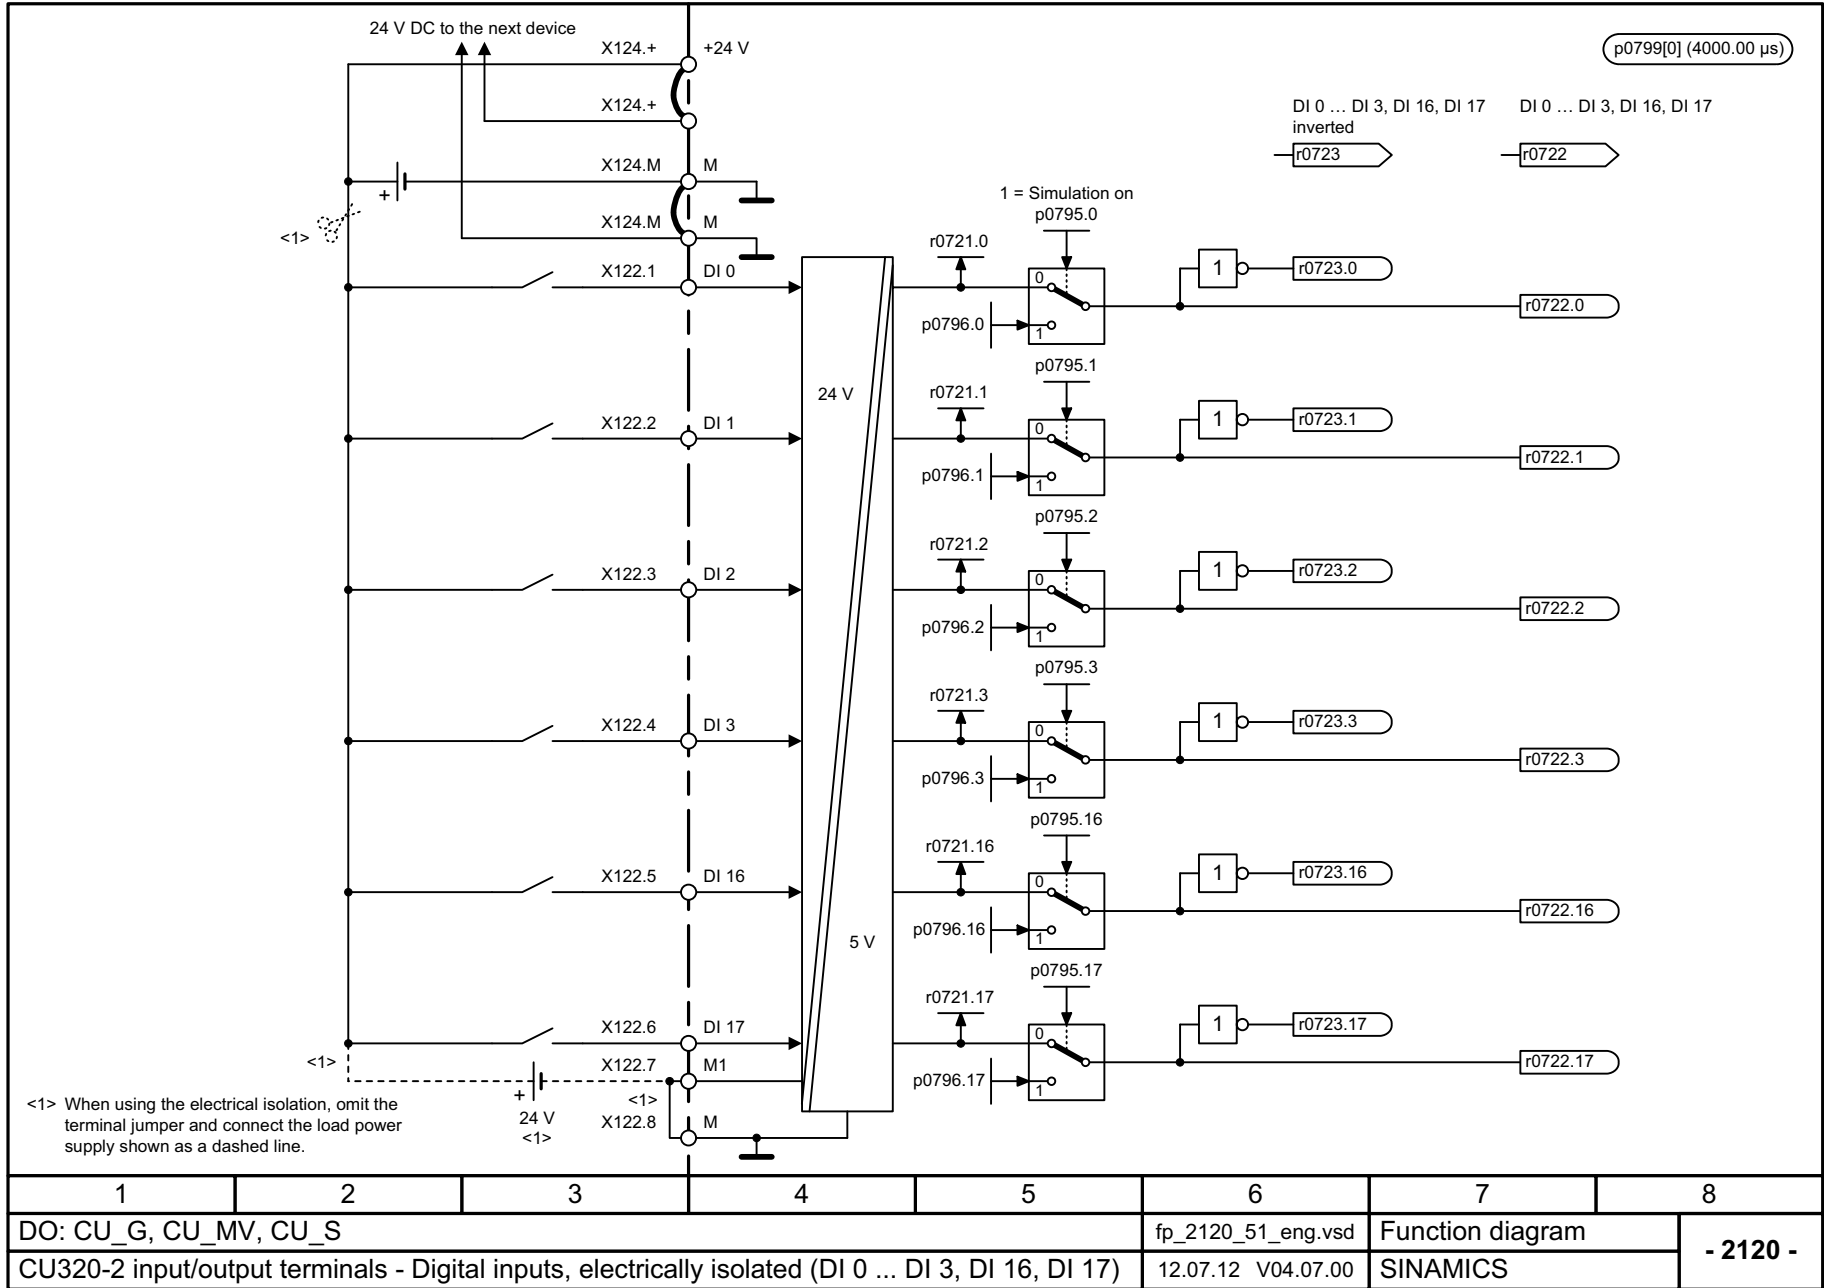 24 V DC to the next device
X124.+
+24 V
p0799[0] (4000.00 µs)
X124.+
DI 0 … DI 3, DI 16, DI 17
inverted
DI 0 … DI 3, DI 16, DI 17
r0723
r0722
X124.M
M
+
<1>
X124.M
M
1 = Simulation on
p0795.0
r0721.0
X122.1
DI 0
0
1
r0723.0
p0796.0
1
r0722.0
24 V
p0795.1
r0721.1
X122.2
DI 1
0
1
r0723.1
p0796.1
1
r0722.1
p0795.2
r0721.2
X122.3
DI 2
0
1
r0723.2
p0796.2
1
r0722.2
p0795.3
r0721.3
X122.4
DI 3
0
1
r0723.3
p0796.3
1
r0722.3
p0795.16
r0721.16
X122.5
DI 16
0
1
r0723.16
p0796.16
1
r0722.16
5 V
p0795.17
r0721.17
X122.6
DI 17
0
1
r0723.17
p0796.17
1
r0722.17
<1>
X122.7
M1
+
24 V
<1>
<1>
X122.8
M
<1> When using the electrical isolation, omit the
terminal jumper and connect the load power
supply shown as a dashed line.
1 2 3 4 5 6 7 8
DO: CU_G, CU_MV, CU_S
fp_2120_51_eng.vsd
Function diagram
- 2120 -
CU320-2 input/output terminals - Digital inputs, electrically isolated (DI 0 ... DI 3, DI 16, DI 17)
12.07.12 V04.07.00
SINAMICS